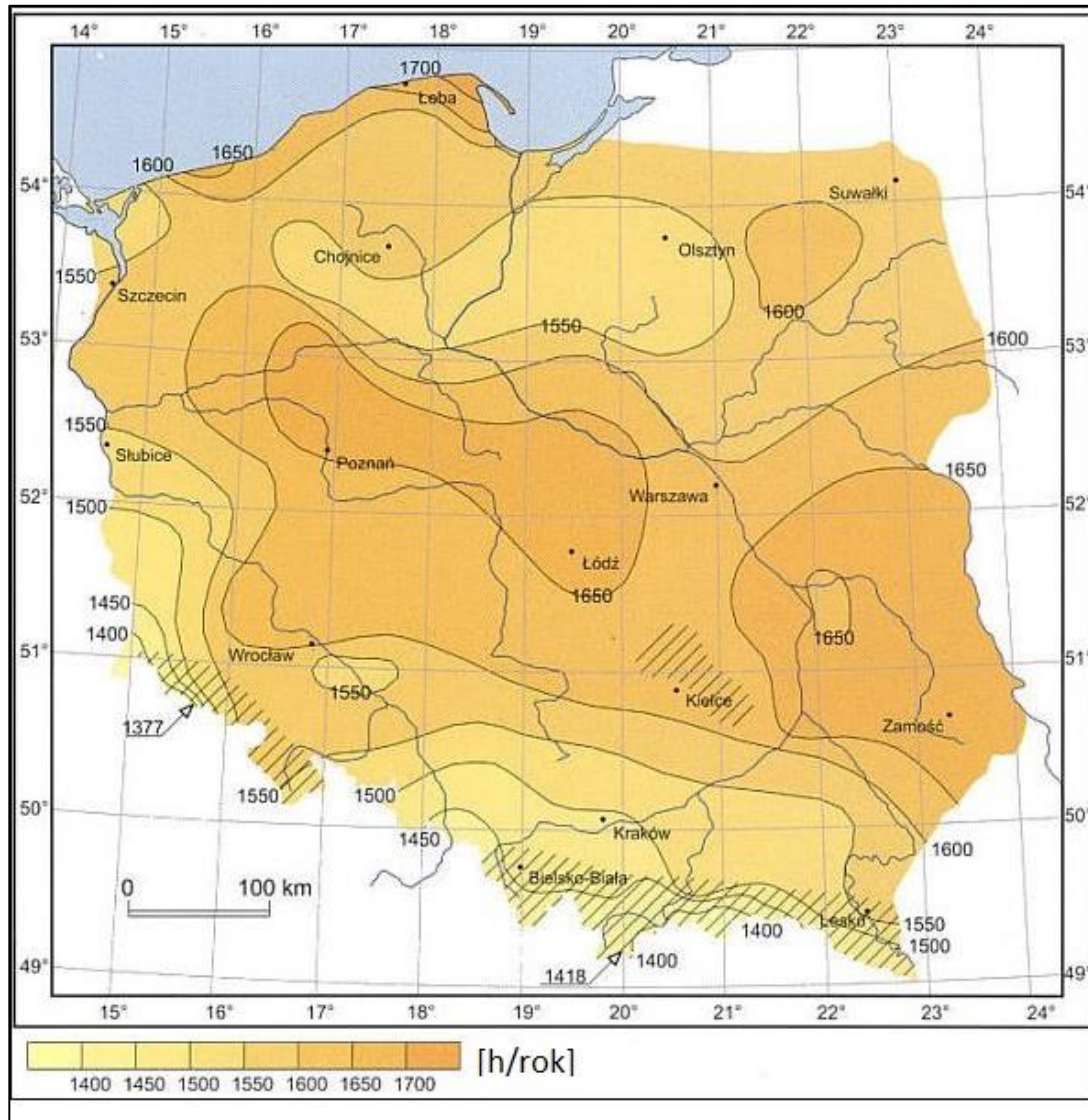 14° 15° 16° 17° 18° 19° 20° 21° 22° 23° 24°
1700
Łeba
1650
1600
54°
54°
Suwałki
Chojnice
Olsztyn
1550
Szczecin
1600
1550
1600
53°
53°
1550
Słubice
Poznań
1650
Warszawa
52°
52°
1500
Łódź
1650
1450
1650
1400
51°
51°
Wrocław
1550
Kielce
1377
Zamość
1550
1500
50°
50°
1450
Kraków
1600
0 100 km
Bielsko-Biała
Lesko
1550
1400
1500
49°
49°
1418
1400
15° 16° 17° 18° 19° 20° 21° 22° 23° 24°
[h/rok]
1400 1450 1500 1550 1600 1650 1700